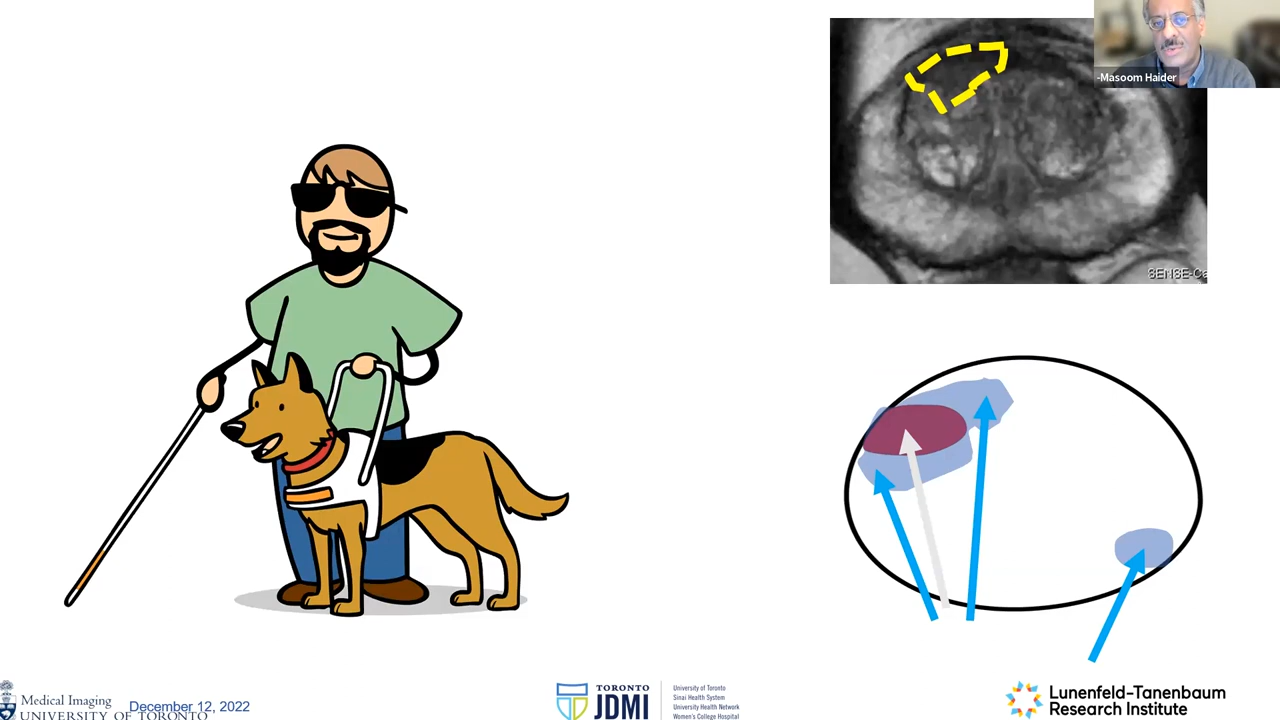 -Masoom Haider
SENSE-Ca
Medical Imaging
UNIVERSITY OF TORONTO
December 12, 2022
TORONTO
JDMI
University of Toronto
Sinai Health System
University Health Network
Women's College Hospital
Lunenfeld-Tanenbaum
Research Institute